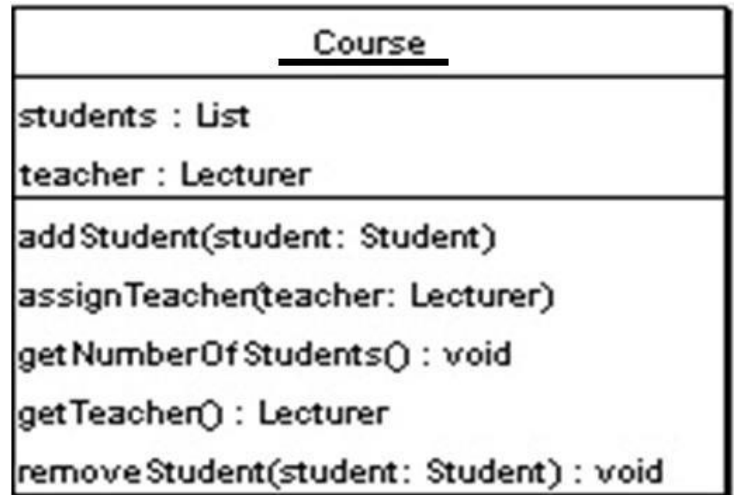 Course
students : List
teacher : Lecturer
addStudent(student: Student)
assignTeacher(teacher: Lecturer)
getNumberOfStudents() : void
getTeacher() : Lecturer
removeStudent(student: Student) : void